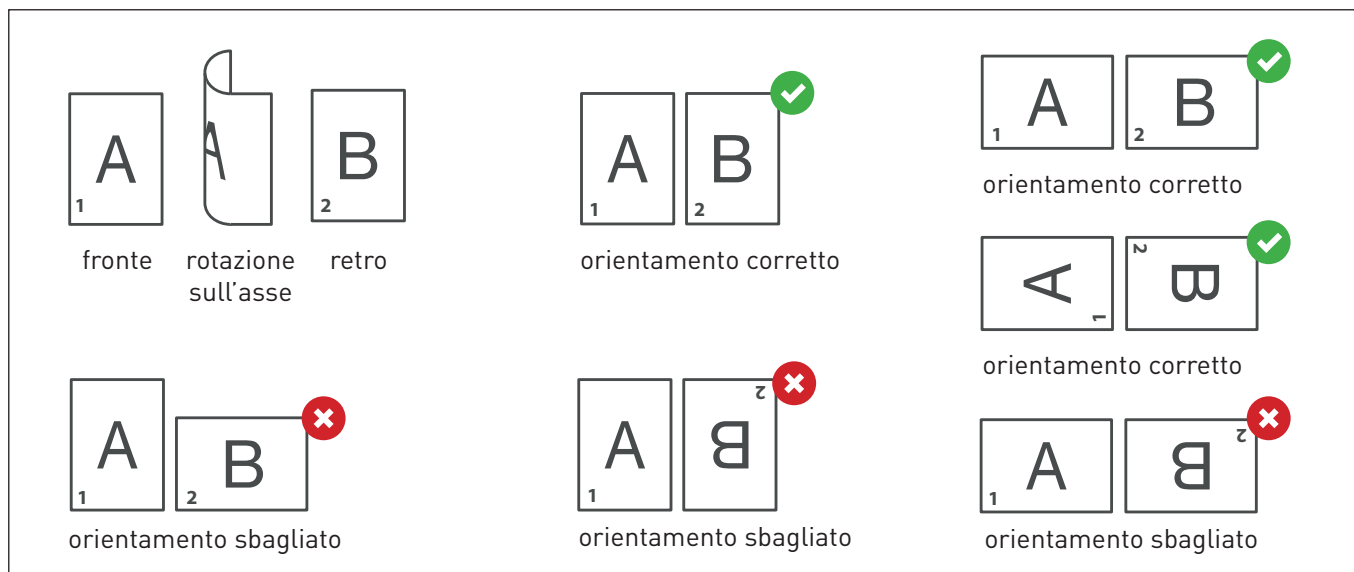 A
1
A
B
2
fronte
rotazione
sull'asse
retro
A
1
B
2
orientamento corretto
A
1
B
2
orientamento corretto
A
1
B
2
orientamento corretto
A
1
B
2
orientamento sbagliato
A
1
B
2
orientamento sbagliato
A
1
B
2
orientamento sbagliato